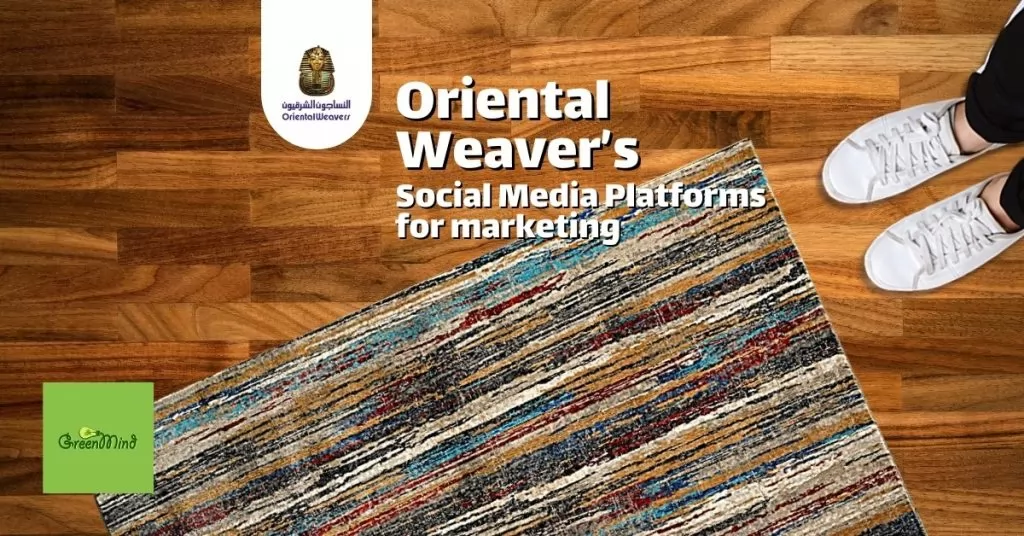 النساجون الشرقيون
Oriental Weavers
Oriental
Weaver's
Social Media Platforms
for marketing
GreenMind